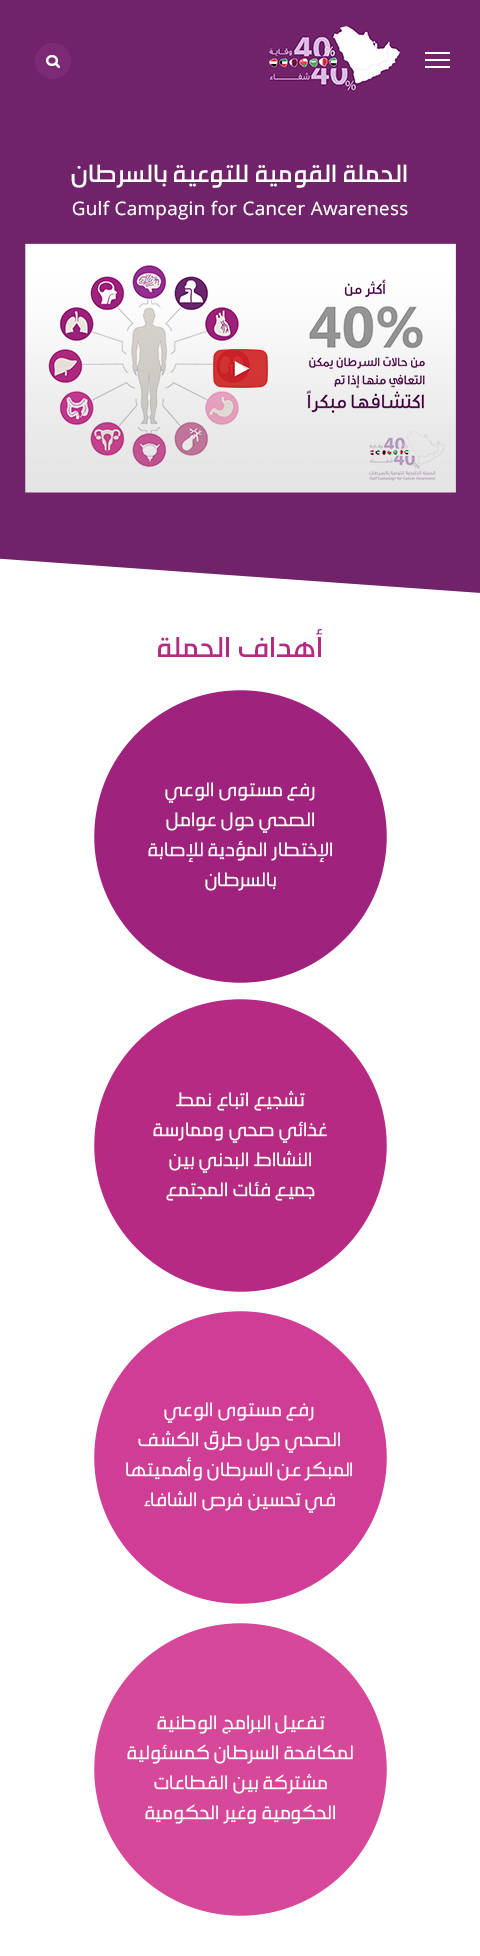 40% وقاية
40% شفـــاء
الحملة القومية للتوعية بالسرطان
Gulf Campagin for Cancer Awareness
أكثر من
40%
من حالات السرطان يمكن
التعافي منها إذا تم
اكتشافها مبكراً
40% وقاية
40% شفـــاء
الحملة الخليجية للتوعية بالسرطان
Gulf Campaign for Cancer Awareness
أهداف الحملة
رفع مستوى الوعي
الصحي حول عوامل
الإختطار المؤدية للإصابة
بالسرطان
تشجيع اتباع نمط
غذائي صحي وممارسة
النشااط البدني بين
جميع فئات المجتمع
رفع مستوى الوعي
الصحي حول طرق الكشف
المبكر عن السرطان وأهميتها
في تحسين فرص الشافاء
تفعيل البرامج الوطنية
لمكافحة السرطان كمسئولية
مشتركة بين القطاعات
الحكومية وغير الحكومية